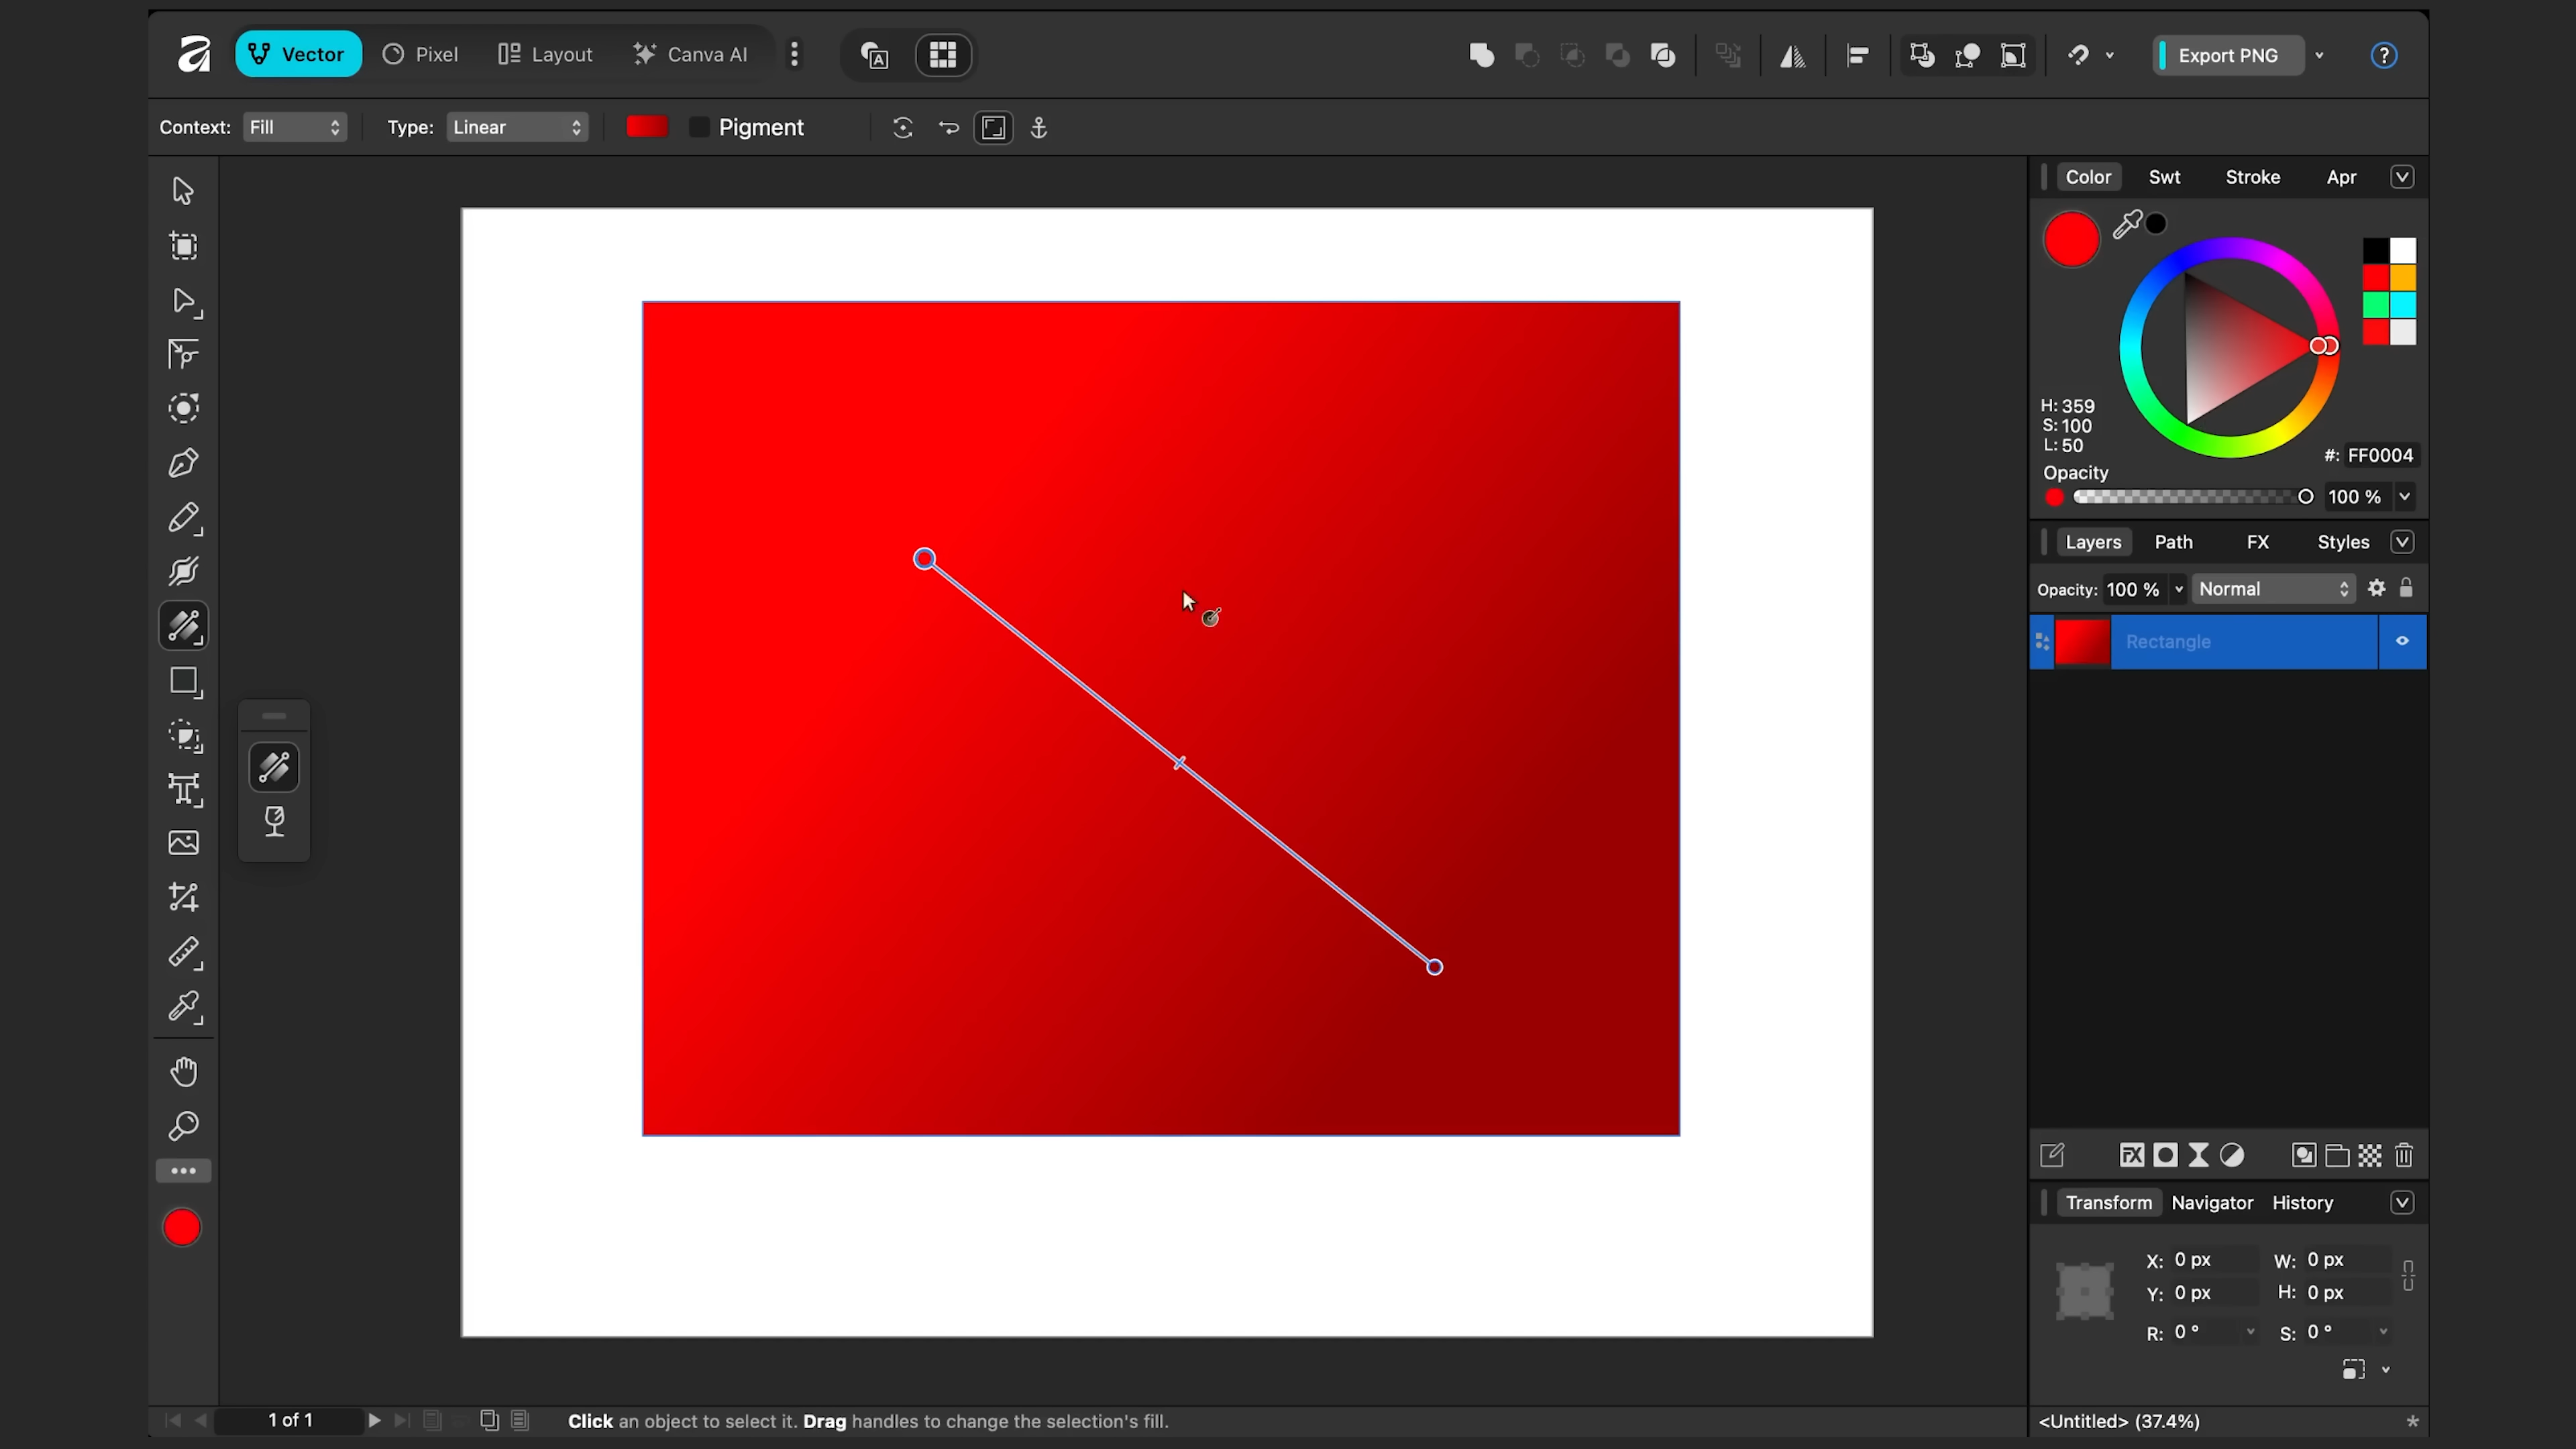 Vector Pixel Layout Canva AI A Export PNG ?
Context: Fill Type: Linear Pigment
Color Swt Stroke Apr
H: 359
S: 100
L: 50
#: FF0004
Opacity
100 %
Layers Path FX Styles
Opacity: 100 % Normal
Rectangle
FX
Transform Navigator History
X: 0 px W: 0 px
Y: 0 px H: 0 px
R: 0 ° S: 0 °
1 of 1 Click an object to select it. Drag handles to change the selection's fill. <Untitled> (37.4%) *